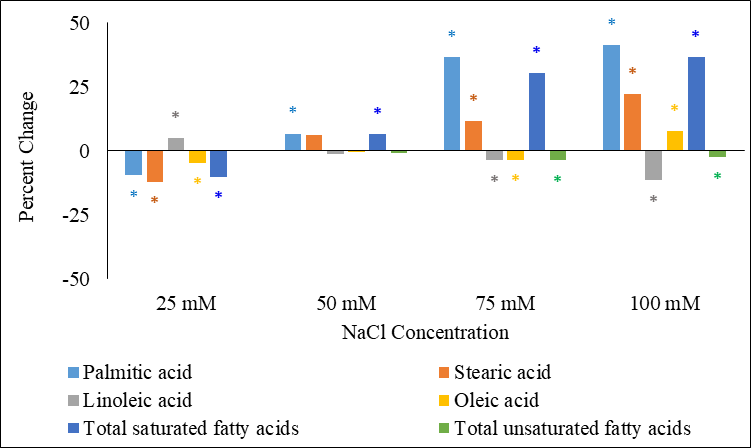 50
25
0
-25
-50
Percent Change
* * * * *
* *
* * * * * *
* * * * * *
25 mM 50 mM 75 mM 100 mM
NaCl Concentration
Palmitic acid Stearic acid
Linoleic acid Oleic acid
Total saturated fatty acids Total unsaturated fatty acids